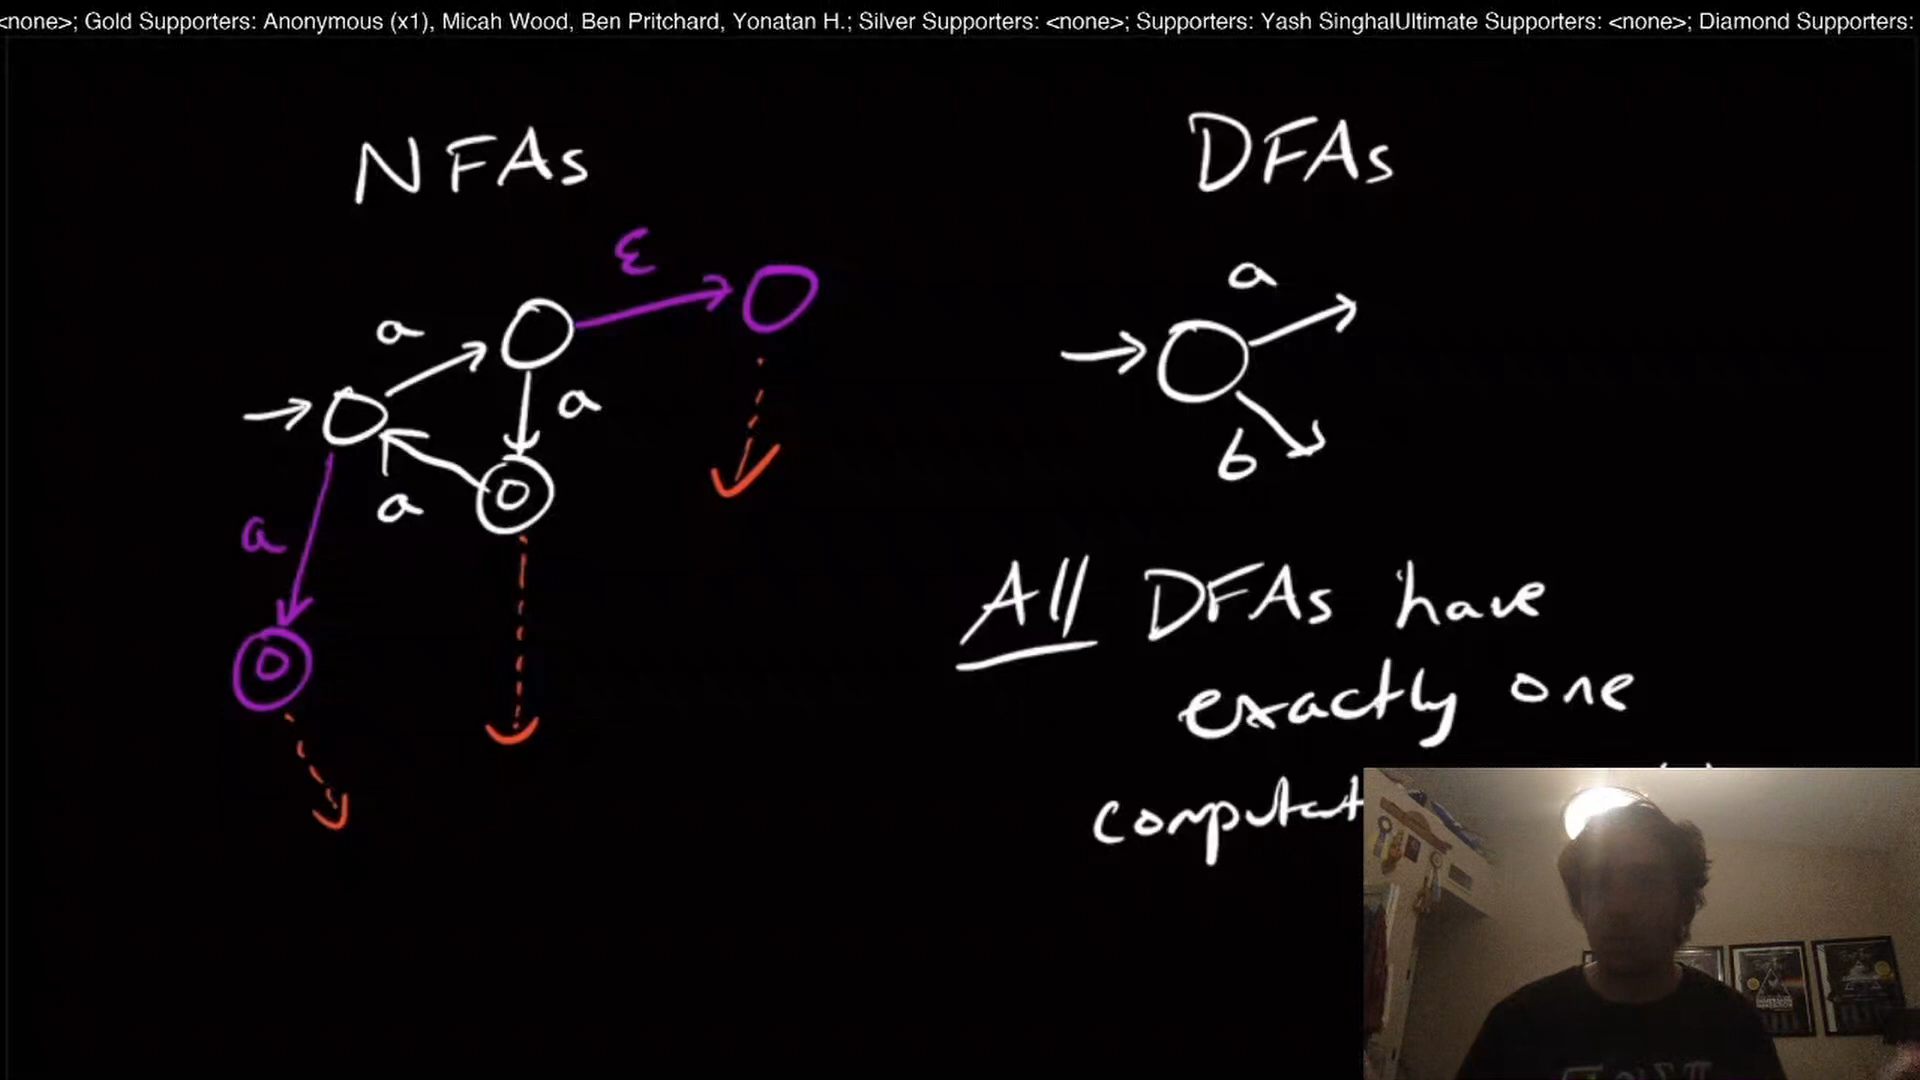 <none>; Gold Supporters: Anonymous (x1), Micah Wood, Ben Pritchard, Yonatan H.; Silver Supporters: <none>; Supporters: Yash SinghalUltimate Supporters: <none>; Diamond Supporters:
NFAs
DFAs
ε
a
a
a
a
a
a
b
All DFAs have
exactly one